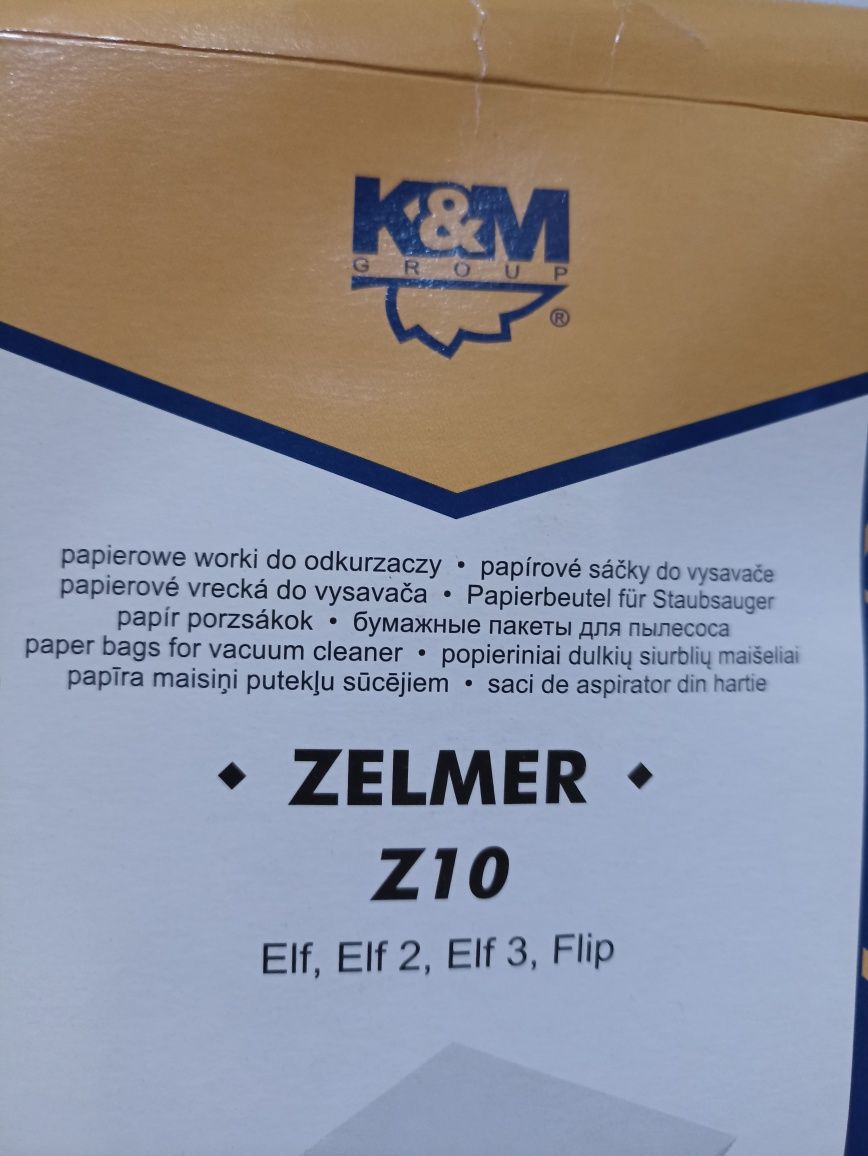 K&M
GROUP
®
papierowe worki do odkurzaczy • papírové sáčky do vysavače
papierové vrecká do vysavača • Papierbeutel für Staubsauger
papír porzsákok • бумажные пакеты для пылесоса
paper bags for vacuum cleaner • popieriniai dulkių siurblių maišeliai
papīra maisiņi putekļu sūcējiem • saci de aspirator din hartie
◆ ZELMER ◆
Z10
Elf, Elf 2, Elf 3, Flip